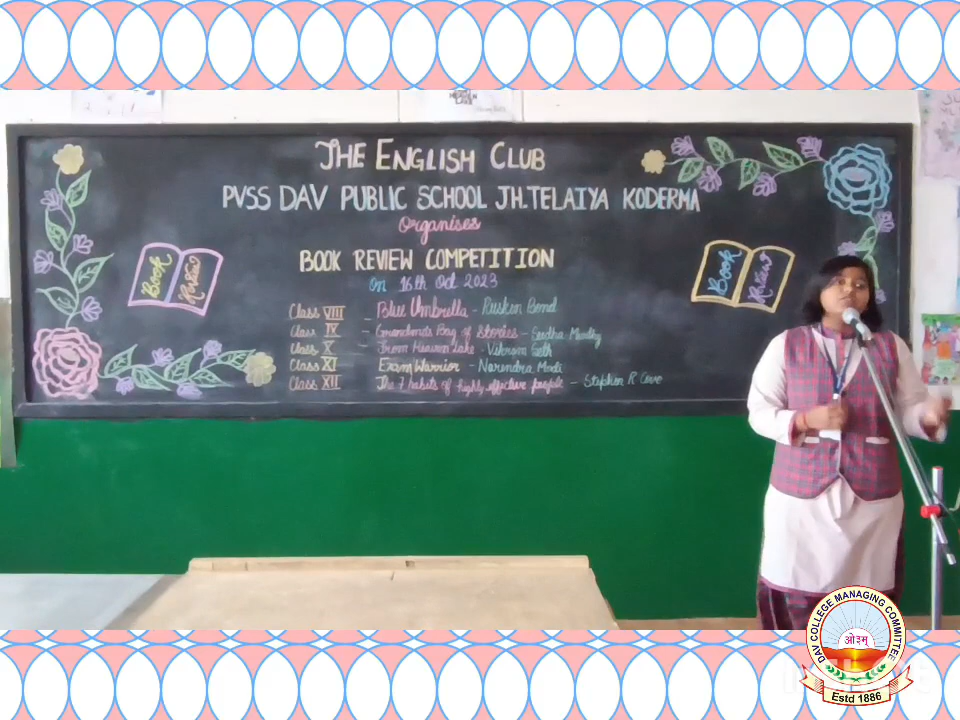 THE ENGLISH CLUB
PVSS DAV PUBLIC SCHOOL JH.TELAIYA KODERMA
Organises
BOOK REVIEW COMPETITION
On 16th Oct 2023
Book Review
Book Review
Class VIII - Blue Umbrella - Ruskin Bond
Class IX - Grandma's Bag of Stories - Sudha Murthy
Class X - From Heaven Lake - Vikram Seth
Class XI - Exam Warrior - Narendra Modi
Class XII - The 7 habits of highly effective people - Stephen R Cove
DAV COLLEGE MANAGING COMMITTEE
ओ३म्
Estd 1886